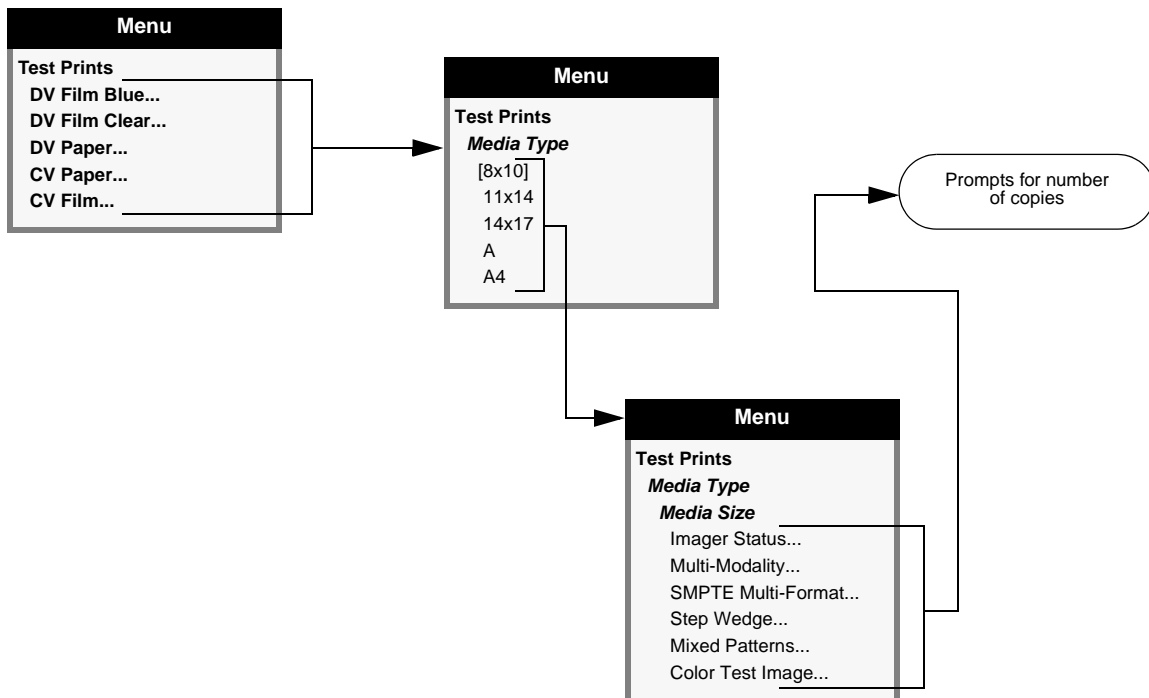 Menu
Test Prints
DV Film Blue...
DV Film Clear...
DV Paper...
CV Paper...
CV Film...
Menu
Test Prints
Media Type
[8x10]
11x14
14x17
A
A4
Prompts for number
of copies
Menu
Test Prints
Media Type
Media Size
Imager Status...
Multi-Modality...
SMPTE Multi-Format...
Step Wedge...
Mixed Patterns...
Color Test Image...